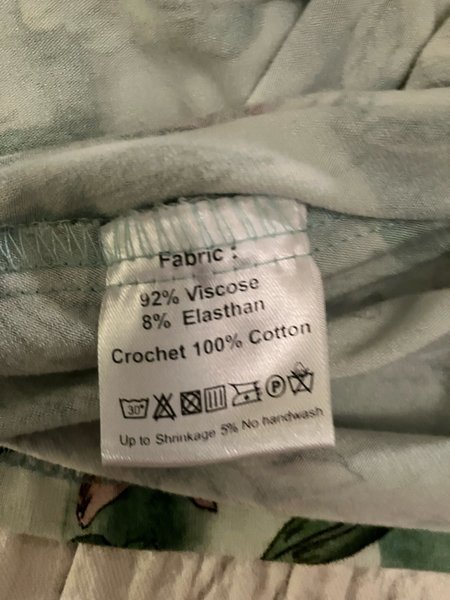 Fabric :
92% Viscose
8% Elasthan
Crochet 100% Cotton
30° P
Up to Shrinkage 5% No handwash